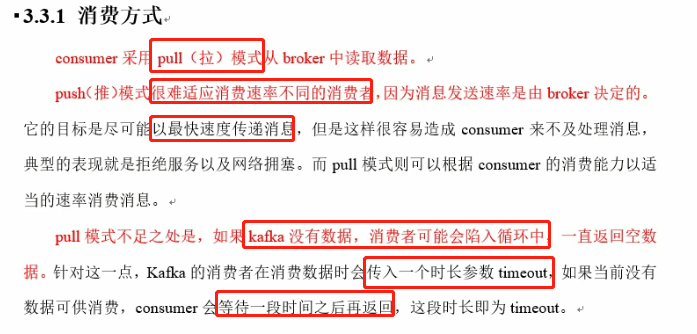 3.3.1 消费方式
consumer 采用 pull（拉）模式从 broker 中读取数据。
push（推）模式很难适应消费速率不同的消费者，因为消息发送速率是由 broker 决定的。
它的目标是尽可能以最快速度传递消息，但是这样很容易造成 consumer 来不及处理消息，
典型的表现就是拒绝服务以及网络拥塞。而 pull 模式则可以根据 consumer 的消费能力以适
当的速率消费消息。
pull 模式不足之处是，如果 kafka 没有数据，消费者可能会陷入循环中，一直返回空数
据。针对这一点，Kafka 的消费者在消费数据时会传入一个时长参数 timeout，如果当前没有
数据可供消费，consumer 会等待一段时间之后再返回，这段时长即为 timeout。